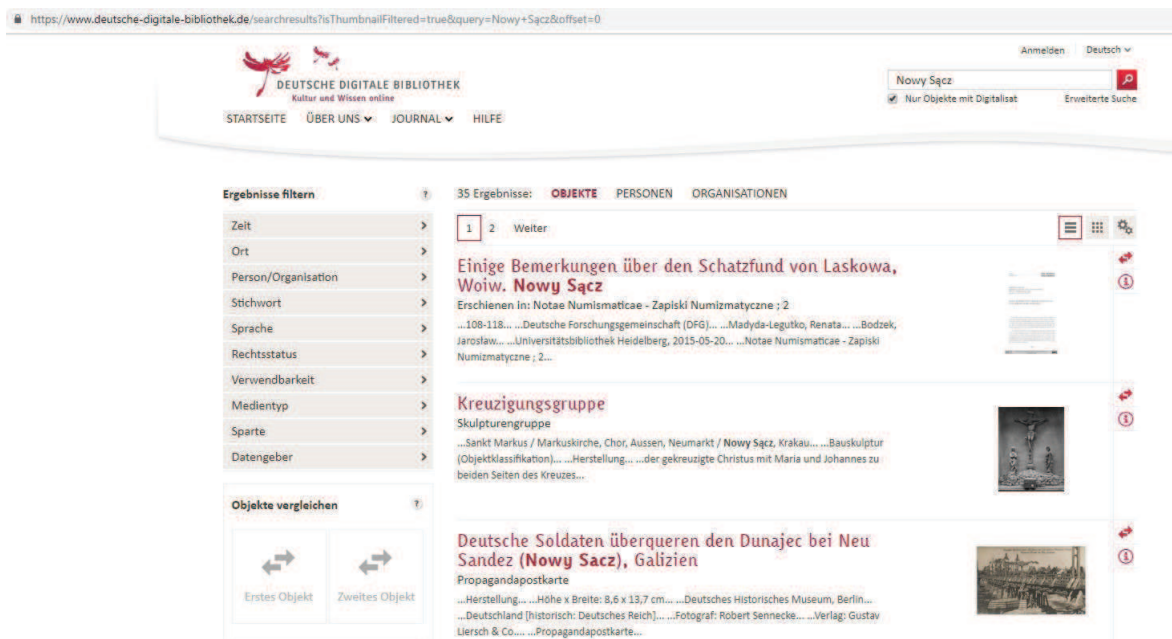 https://www.deutsche-digitale-bibliothek.de/searchresults?isThumbnailFiltered=true&query=Nowy+Sącz&offset=0
Anmelden Deutsch
DEUTSCHE DIGITALE BIBLIOTHEK
Kultur und Wissen online
Nowy Sącz
Nur Objekte mit Digitalisat Erweiterte Suche
STARTSEITE ÜBER UNS JOURNAL HILFE
Ergebnisse filtern ?
Zeit
Ort
Person/Organisation
Stichwort
Sprache
Rechtsstatus
Verwendbarkeit
Medientyp
Sparte
Datengeber
Objekte vergleichen ?
Erstes Objekt Zweites Objekt
35 Ergebnisse: OBJEKTE PERSONEN ORGANISATIONEN
1 2 Weiter
Einige Bemerkungen über den Schatzfund von Laskowa,
Woiw. Nowy Sącz
Erschienen in: Notae Numismaticae - Zapiski Numizmatyczne ; 2
...108-118... ...Deutsche Forschungsgemeinschaft (DFG)... ...Madyda-Legutko, Renata... ...Bodzek,
Jarosław... ...Universitätsbibliothek Heidelberg, 2015-05-20... ...Notae Numismaticae - Zapiski
Numizmatyczne ; 2...
Kreuzigungsgruppe
Skulpturengruppe
...Sankt Markus / Markuskirche, Chor, Aussen, Neumarkt / Nowy Sącz, Krakau... ...Bauskulptur
(Objektklassifikation)... ...Herstellung... ...der gekreuzigte Christus mit Maria und Johannes zu
beiden Seiten des Kreuzes...
Deutsche Soldaten überqueren den Dunajec bei Neu
Sandez (Nowy Sacz), Galizien
Propagandapostkarte
...Herstellung... ...Höhe x Breite: 8,6 x 13,7 cm... ...Deutsches Historisches Museum, Berlin...
...Deutschland [historisch: Deutsches Reich]... ...Fotograf: Robert Sennecke... ...Verlag: Gustav
Liersch & Co.... ...Propagandapostkarte...